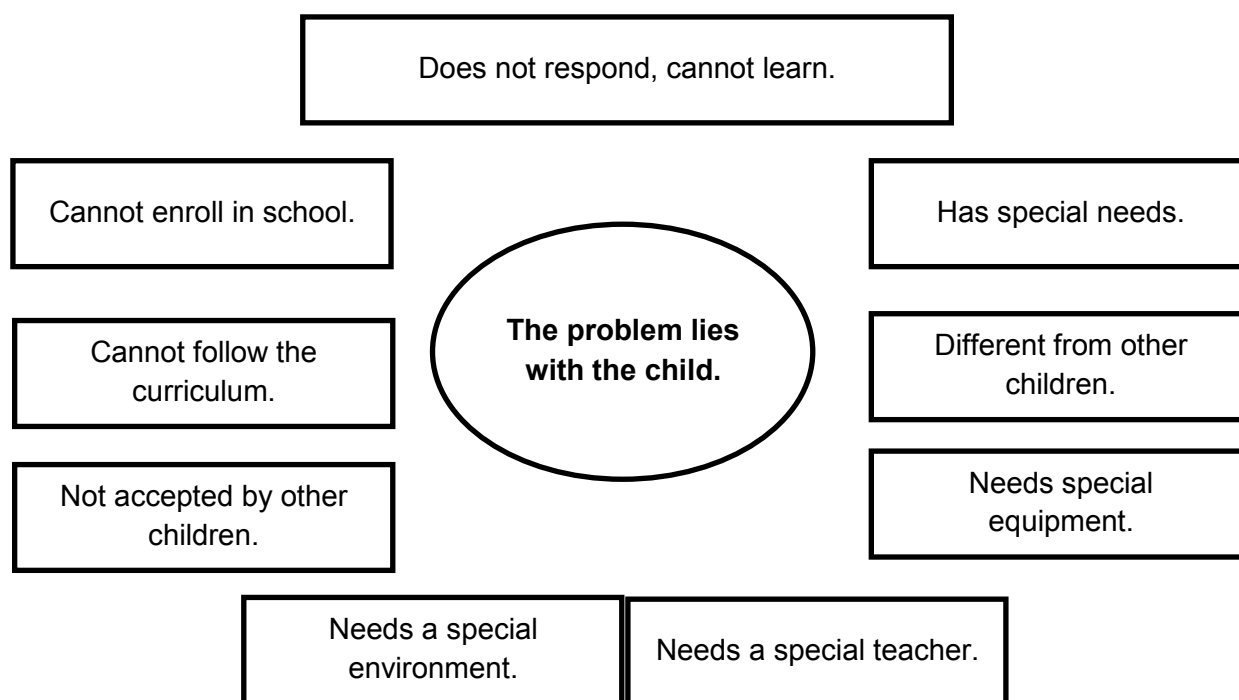 Does not respond, cannot learn.
Cannot enroll in school.
Has special needs.
The problem lies
with the child.
Cannot follow the
curriculum.
Different from other
children.
Not accepted by other
children.
Needs special
equipment.
Needs a special
environment.
Needs a special teacher.